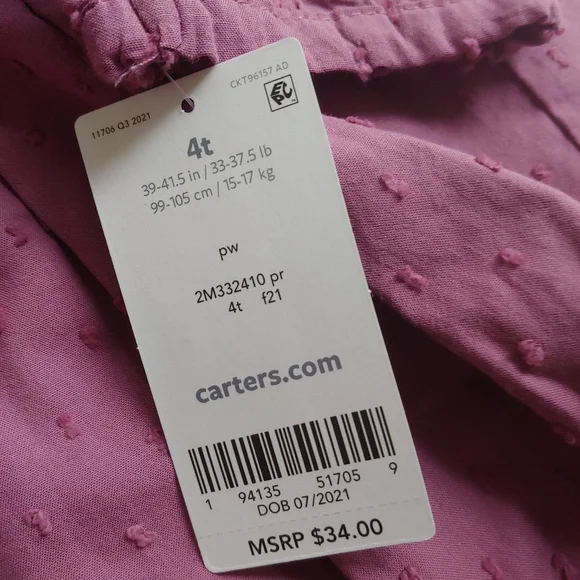 CKT96157 AD
11706 Q3 2021
EPC
4t
39-41.5 in / 33-37.5 lb
99-105 cm / 15-17 kg
pw
2M332410 pr
4t f21
carters.com
1 94135 51705 9
DOB 07/2021
MSRP $34.00